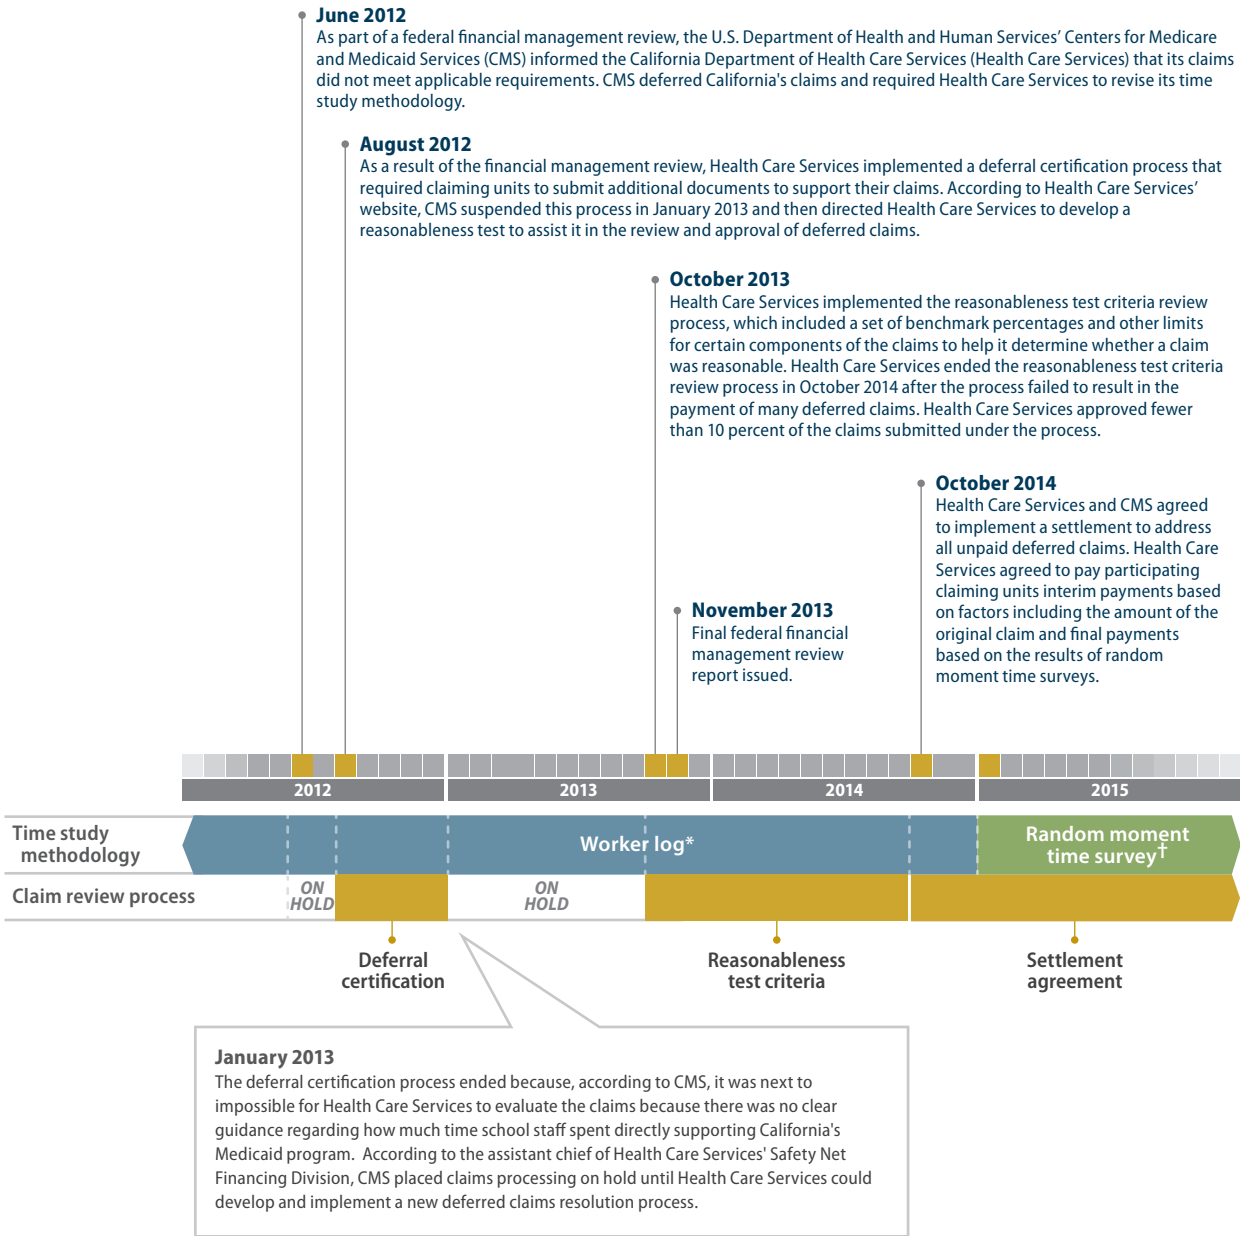 June 2012
As part of a federal financial management review, the U.S. Department of Health and Human Services’ Centers for Medicare
and Medicaid Services (CMS) informed the California Department of Health Care Services (Health Care Services) that its claims
did not meet applicable requirements. CMS deferred California's claims and required Health Care Services to revise its time
study methodology.
August 2012
As a result of the financial management review, Health Care Services implemented a deferral certification process that
required claiming units to submit additional documents to support their claims. According to Health Care Services’
website, CMS suspended this process in January 2013 and then directed Health Care Services to develop a
reasonableness test to assist it in the review and approval of deferred claims.
October 2013
Health Care Services implemented the reasonableness test criteria review
process, which included a set of benchmark percentages and other limits
for certain components of the claims to help it determine whether a claim
was reasonable. Health Care Services ended the reasonableness test criteria
review process in October 2014 after the process failed to result in the
payment of many deferred claims. Health Care Services approved fewer
than 10 percent of the claims submitted under the process.
October 2014
Health Care Services and CMS agreed
to implement a settlement to address
all unpaid deferred claims. Health Care
Services agreed to pay participating
claiming units interim payments based
on factors including the amount of the
original claim and final payments
based on the results of random
moment time surveys.
November 2013
Final federal financial
management review
report issued.
2012
2013
2014
2015
Time study
methodology
Worker log*
Random moment
time survey†
Claim review process
ON
HOLD
ON
HOLD
Deferral
certification
Reasonableness
test criteria
Settlement
agreement
January 2013
The deferral certification process ended because, according to CMS, it was next to
impossible for Health Care Services to evaluate the claims because there was no clear
guidance regarding how much time school staff spent directly supporting California's
Medicaid program. According to the assistant chief of Health Care Services' Safety Net
Financing Division, CMS placed claims processing on hold until Health Care Services could
develop and implement a new deferred claims resolution process.